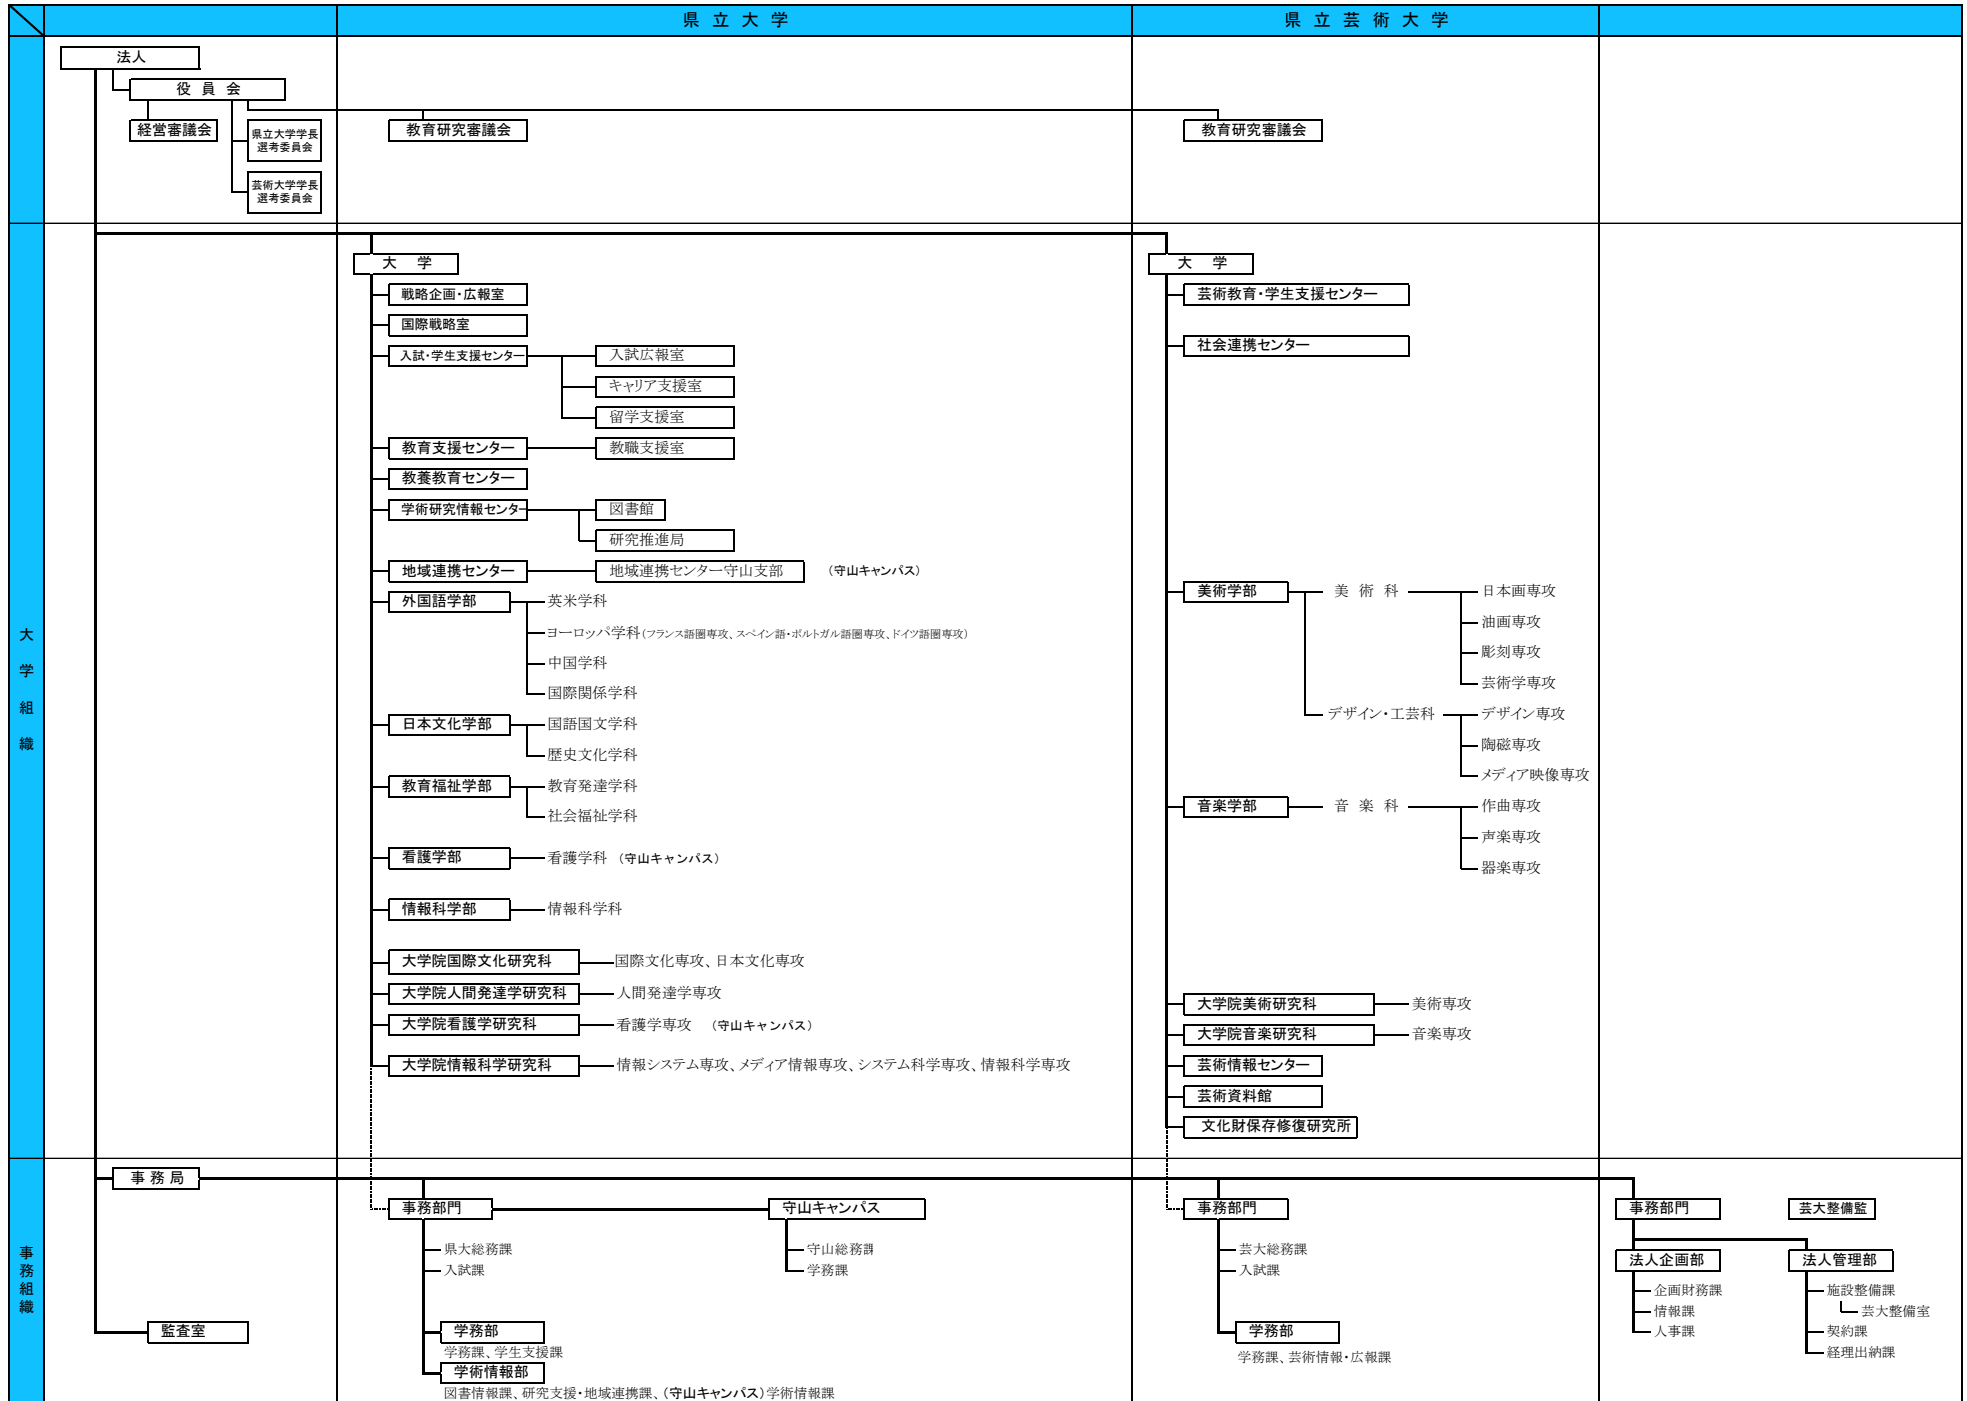 県立大学
県立芸術大学
法人
役員会
経営審議会
県立大学学長
選考委員会
芸術大学学長
選考委員会
教育研究審議会
教育研究審議会
大学組織
大学
戦略企画・広報室
国際戦略室
入試・学生支援センター
入試広報室
キャリア支援室
留学支援室
教育支援センター
教職支援室
教養教育センター
学術研究情報センター
図書館
研究推進局
地域連携センター
地域連携センター守山支部
（守山キャンパス）
外国語学部
英米学科
ヨーロッパ学科（フランス語圏専攻、スペイン語・ポルトガル語圏専攻、ドイツ語圏専攻）
中国学科
国際関係学科
日本文化学部
国語国文学科
歴史文化学科
教育福祉学部
教育発達学科
社会福祉学科
看護学部
看護学科（守山キャンパス）
情報科学部
情報科学科
大学院国際文化研究科
国際文化専攻、日本文化専攻
大学院人間発達学研究科
人間発達学専攻
大学院看護学研究科
看護学専攻（守山キャンパス）
大学院情報科学研究科
情報システム専攻、メディア情報専攻、システム科学専攻、情報科学専攻
大学
芸術教育・学生支援センター
社会連携センター
美術学部
美術科
日本画専攻
油画専攻
彫刻専攻
芸術学専攻
デザイン・工芸科
デザイン専攻
陶磁専攻
メディア映像専攻
音楽学部
音楽科
作曲専攻
声楽専攻
器楽専攻
大学院美術研究科
美術専攻
大学院音楽研究科
音楽専攻
芸術情報センター
芸術資料館
文化財保存修復研究所
事務組織
事務局
監査室
事務部門
県大総務課
入試課
守山キャンパス
守山総務課
学務課
学務部
学務課、学生支援課
学術情報部
図書情報課、研究支援・地域連携課、（守山キャンパス）学術情報課
事務部門
芸大総務課
入試課
学務部
学務課、芸術情報・広報課
事務部門
芸大整備監
法人企画部
企画財務課
情報課
人事課
法人管理部
施設整備課
芸大整備室
契約課
経理出納課